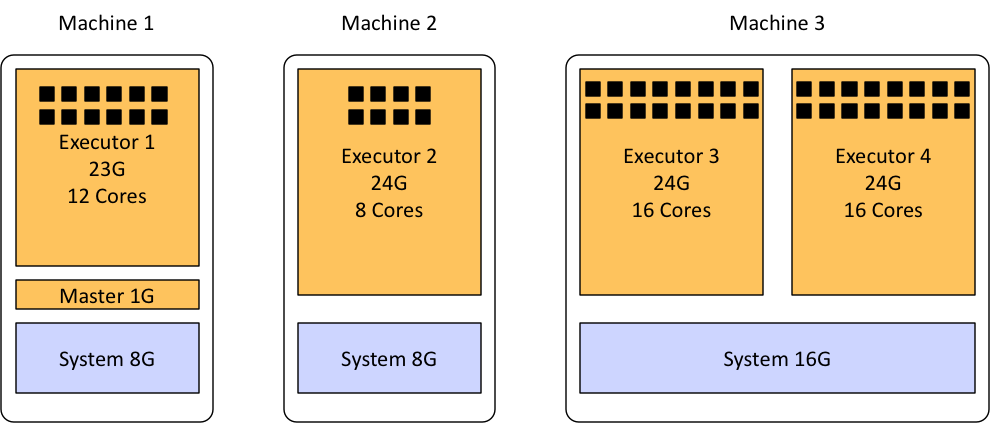 Machine 1
Machine 2
Machine 3
Executor 1
23G
12 Cores
Executor 2
24G
8 Cores
Executor 3
24G
16 Cores
Executor 4
24G
16 Cores
Master 1G
System 8G
System 8G
System 16G